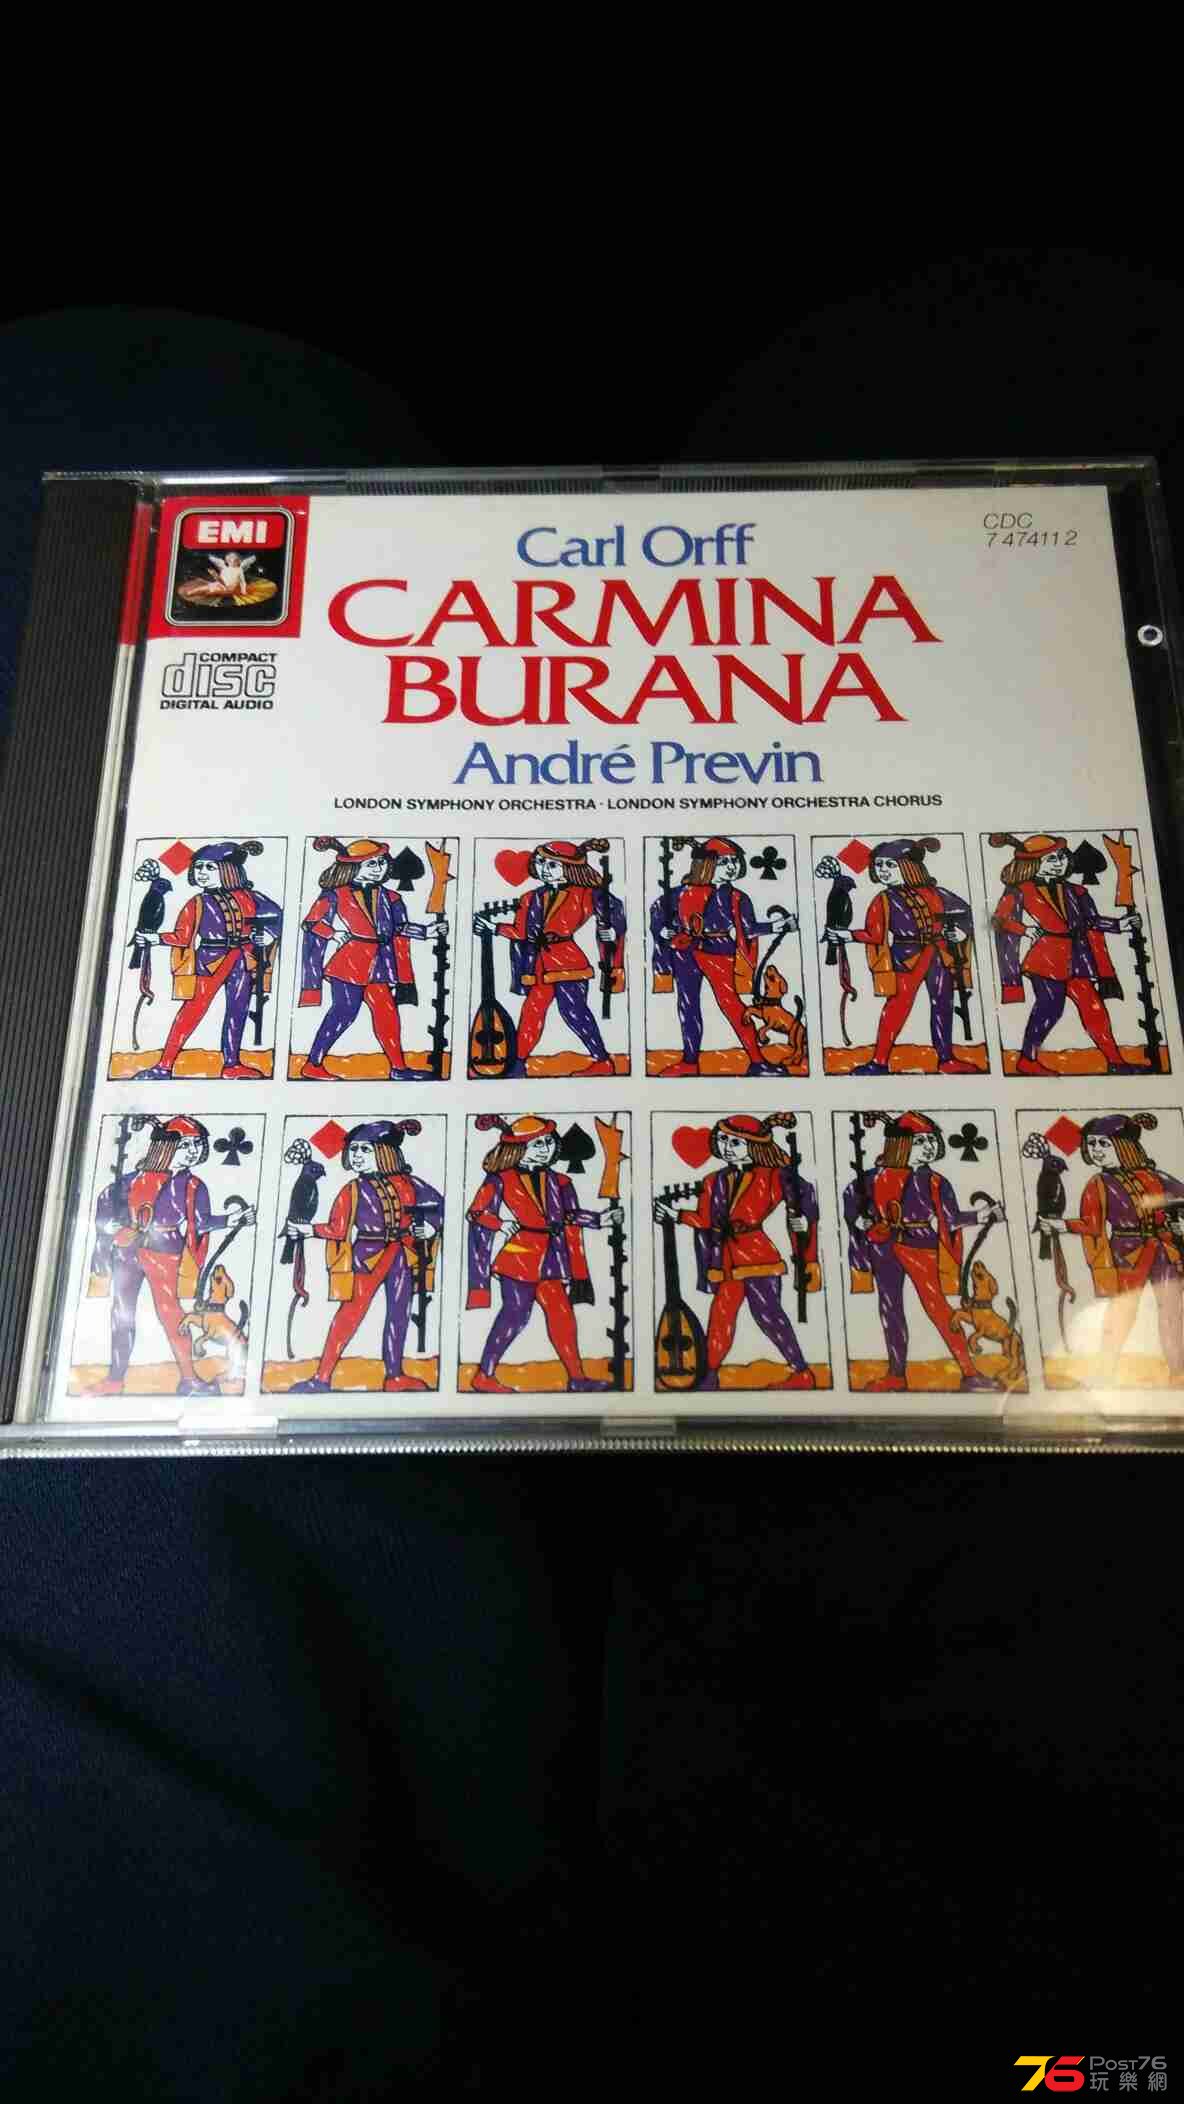 EMI
Carl Orff
CDC
7 47411 2
CARMINA
BURANA
COMPACT
disc
DIGITAL AUDIO
André Previn
LONDON SYMPHONY ORCHESTRA · LONDON SYMPHONY ORCHESTRA CHORUS
76 POST76
玩樂網